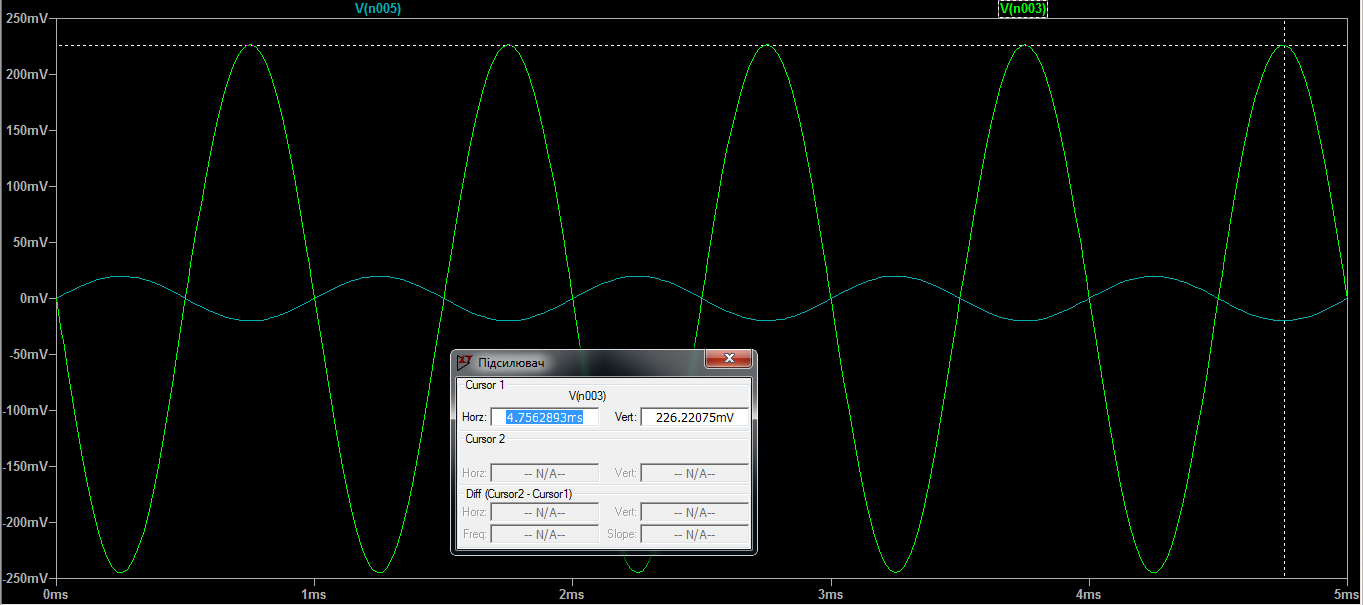 V(n005) V(n003)
250mV
200mV
150mV
100mV
50mV
0mV
-50mV
-100mV
-150mV
-200mV
-250mV
0ms 1ms 2ms 3ms 4ms 5ms
Підсилювач
Cursor 1
V(n003)
Horz: 4.7562893ms Vert: 226.22075mV
Cursor 2
Horz: -- N/A-- Vert: -- N/A--
Diff (Cursor2 - Cursor1)
Horz: -- N/A-- Vert: -- N/A--
Freq: -- N/A-- Slope: -- N/A--